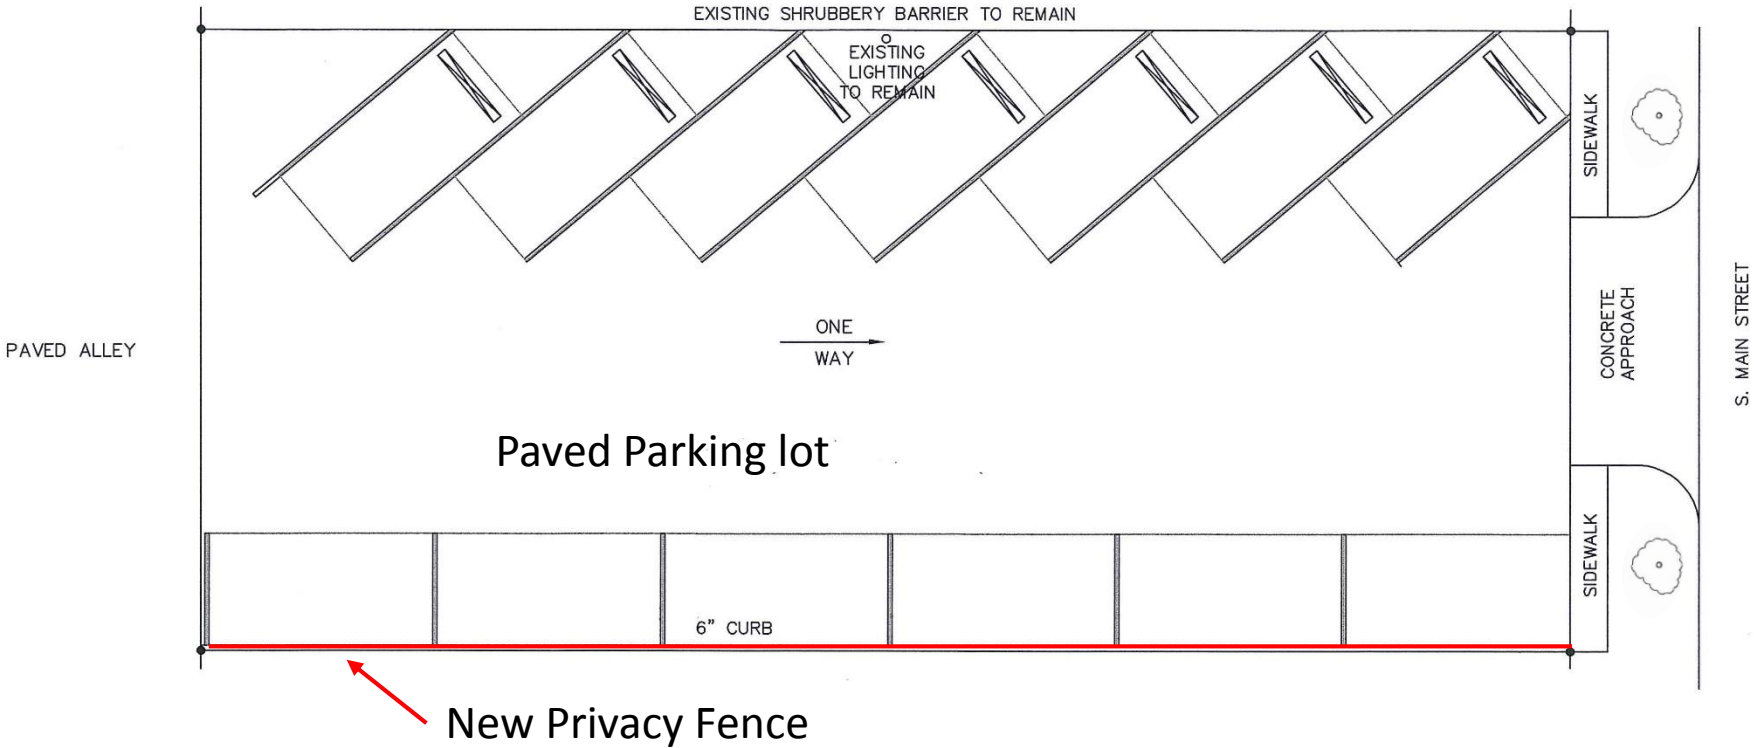 EXISTING SHRUBBERY BARRIER TO REMAIN
EXISTING
LIGHTING
TO REMAIN
SIDEWALK
ONE
WAY
PAVED ALLEY
CONCRETE
APPROACH
S. MAIN STREET
Paved Parking lot
SIDEWALK
6" CURB
New Privacy Fence